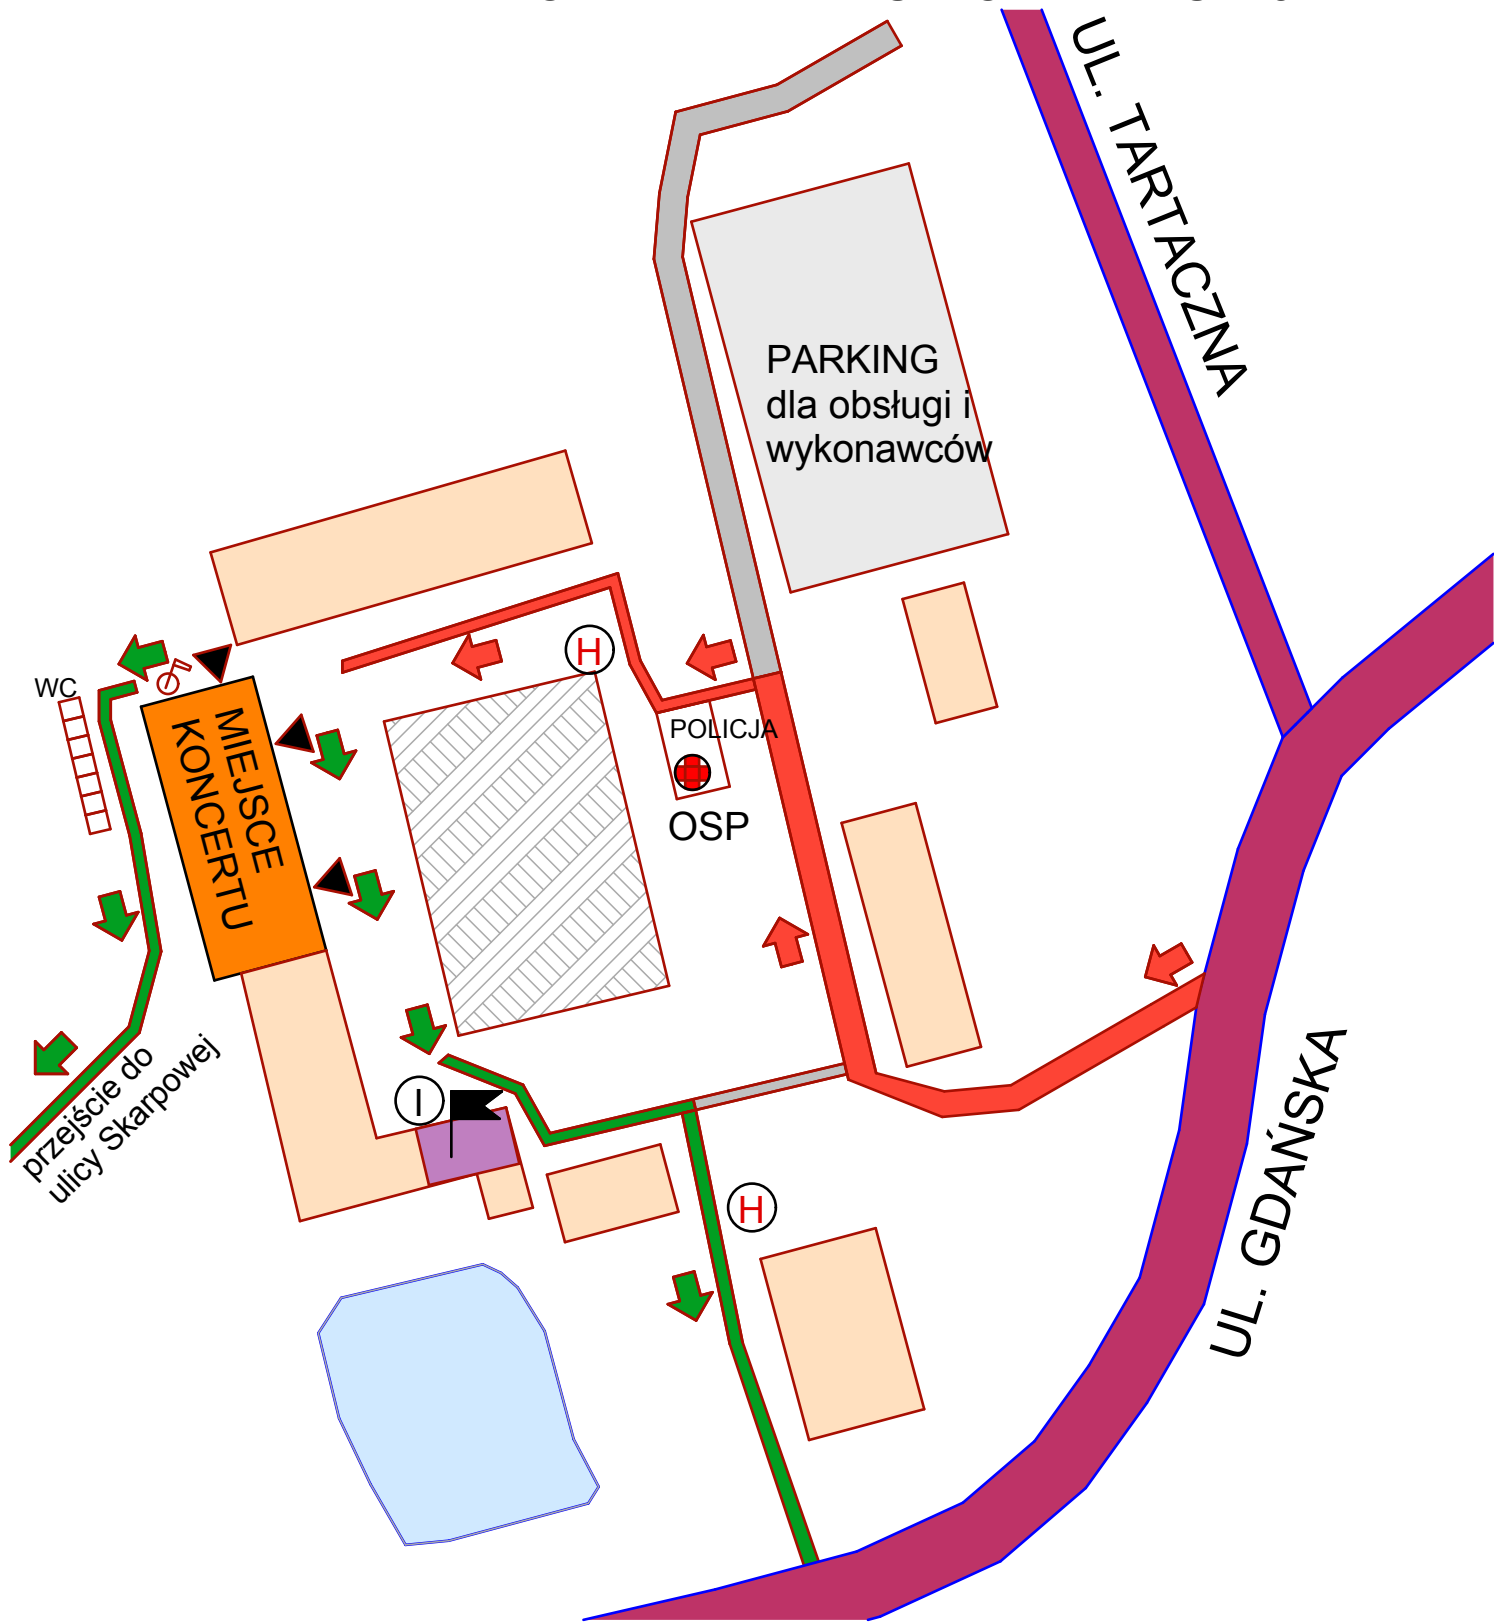 UL. TARTACZNA
PARKING
dla obsługi i
wykonawców
H
WC
POLICJA
MIEJSCE
KONCERTU
OSP
przejście do
ulicy Skarpowej
I
H
UL. GDAŃSKA